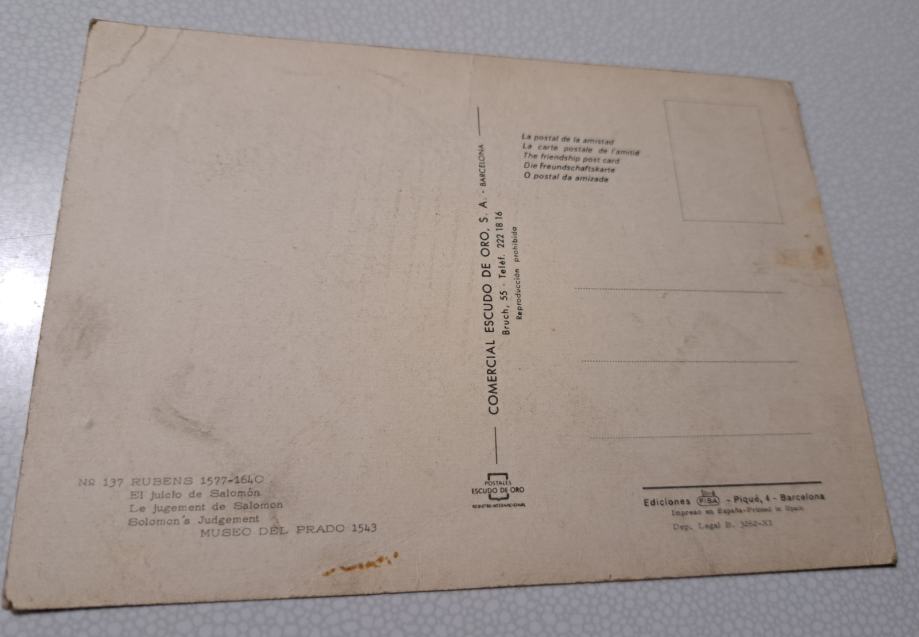 Nº 137 RUBENS 1577-1640
El juicio de Salomón
Le jugement de Salomon
Solomon's Judgement
MUSEO DEL PRADO 1543
COMERCIAL ESCUDO DE ORO, S. A. - BARCELONA
Bruch, 55 - Teléf. 222 18 16
Reproducción prohibida
POSTALES
ESCUDO DE ORO
La postal de la amistad
La carte postale de l'amitié
The friendship post card
Die Freundschaftskarte
O postal da amizade
Ediciones FISA - Piqué, 4 - Barcelona
Impreso en España-Printed in Spain
Dep. Legal B.